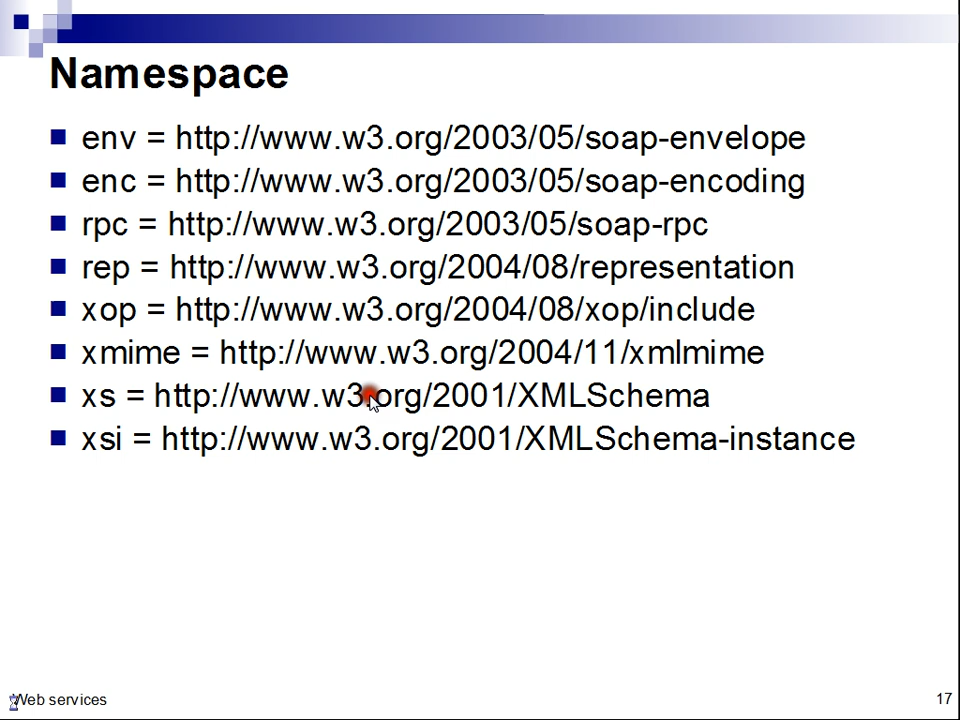 Namespace
env = http://www.w3.org/2003/05/soap-envelope
enc = http://www.w3.org/2003/05/soap-encoding
rpc = http://www.w3.org/2003/05/soap-rpc
rep = http://www.w3.org/2004/08/representation
xop = http://www.w3.org/2004/08/xop/include
xmime = http://www.w3.org/2004/11/xmlmime
xs = http://www.w3.org/2001/XMLSchema
xsi = http://www.w3.org/2001/XMLSchema-instance
Web services
17